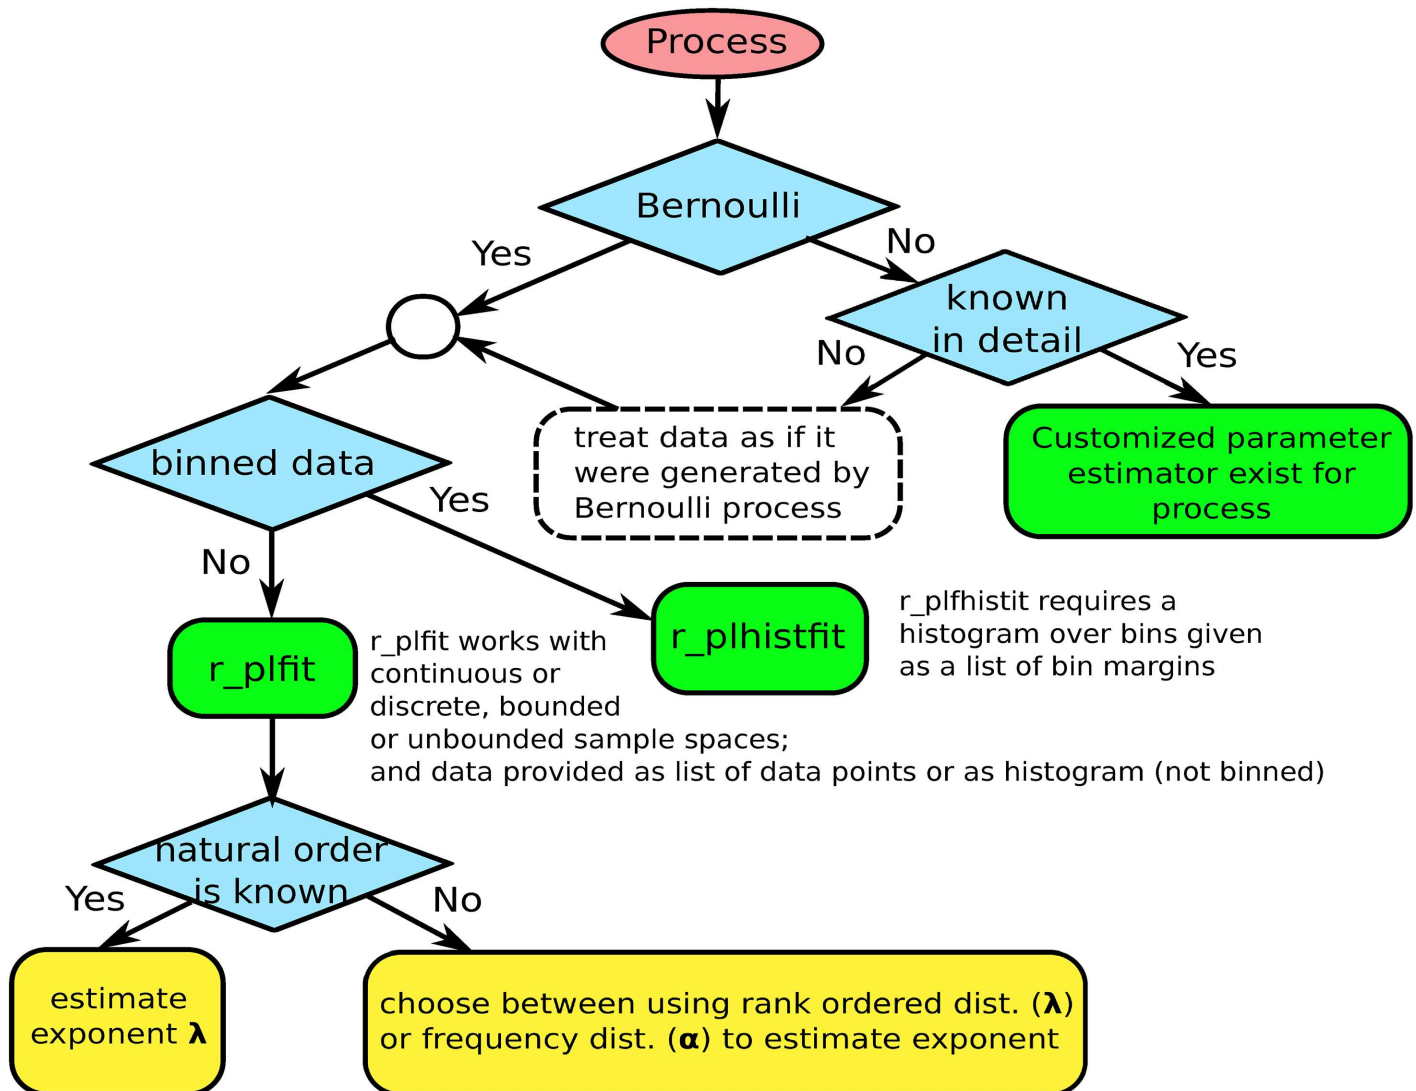 Process
Bernoulli
Yes
No
known
in detail
No
Yes
treat data as if it
were generated by
Bernoulli process
Customized parameter
estimator exist for
process
binned data
Yes
No
r_plfit
r_plfit works with
continuous or
discrete, bounded
or unbounded sample spaces;
and data provided as list of data points or as histogram (not binned)
r_plhistfit
r_plfhistit requires a
histogram over bins given
as a list of bin margins
natural order
is known
Yes
No
estimate
exponent λ
choose between using rank ordered dist. (λ)
or frequency dist. (α) to estimate exponent